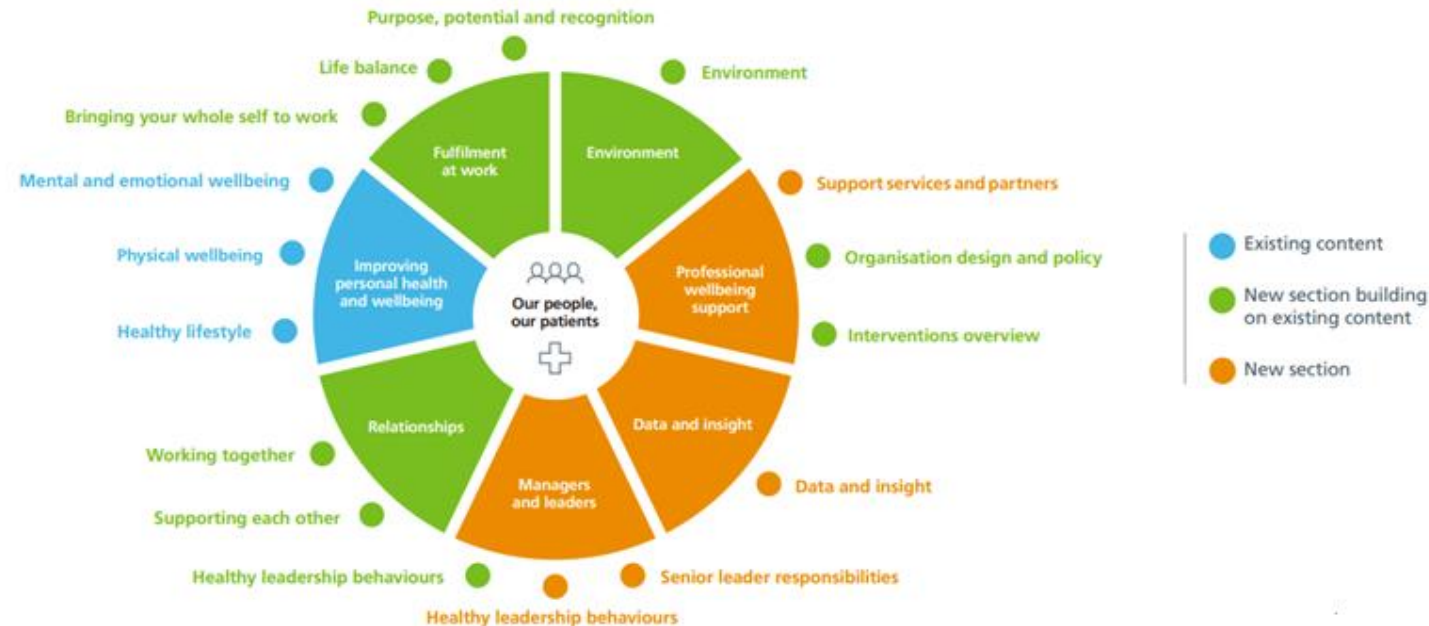 Purpose, potential and recognition
Life balance
Environment
Bringing your whole self to work
Fulfilment
at work
Environment
Mental and emotional wellbeing
Support services and partners
Physical wellbeing
Improving
personal health
and wellbeing
Our people,
our patients
Professional
wellbeing
support
Organisation design and policy
Healthy lifestyle
Interventions overview
Relationships
Data and insight
Working together
Managers
and leaders
Data and insight
Supporting each other
Healthy leadership behaviours
Senior leader responsibilities
Healthy leadership behaviours
Existing content
New section building
on existing content
New section